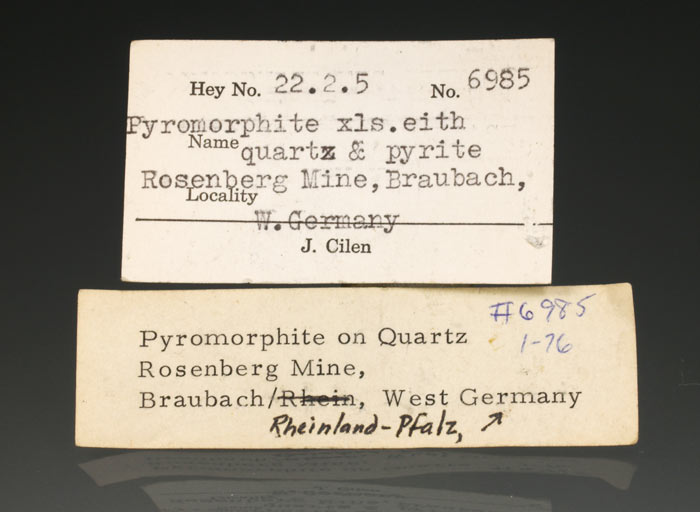 Hey No. 22.2.5 No. 6985
Pyromorphite xls.eith
Name quartz & pyrite
Rosenberg Mine, Braubach,
Locality
W. Germany
J. Cilen
#6985
Pyromorphite on Quartz
1-76
Rosenberg Mine,
Braubach/Rhein, West Germany
Rheinland-Pfalz, ↗